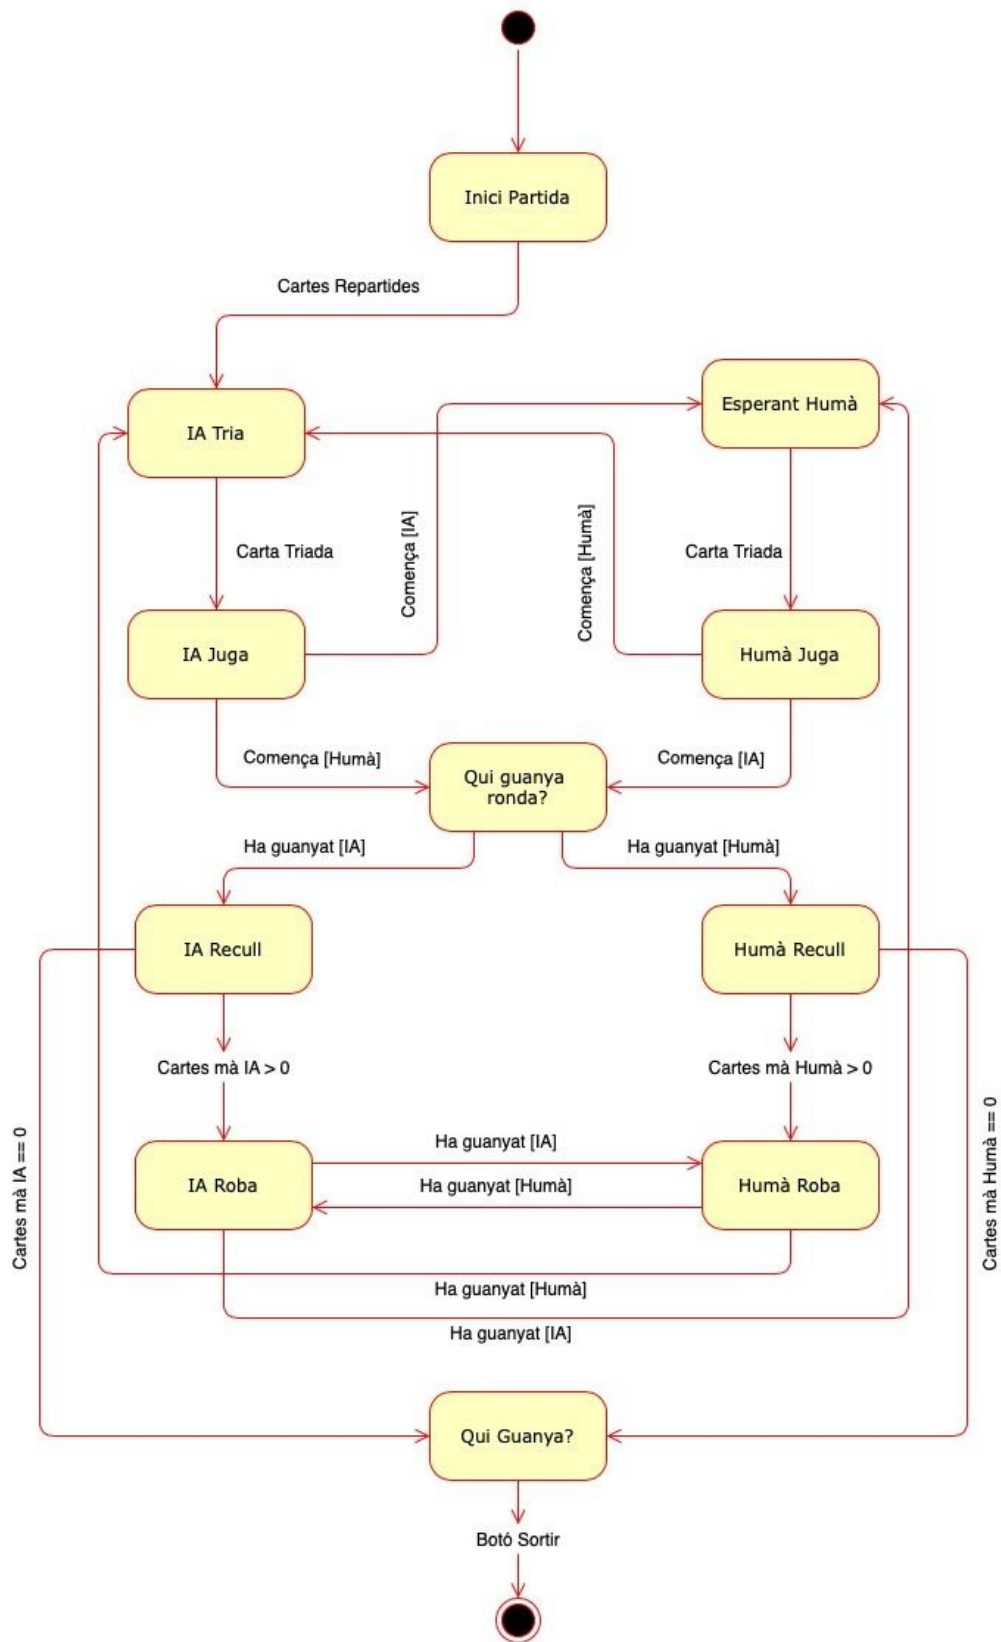 Inici Partida
Cartes Repartides
IA Tria
Esperant Humà
Carta Triada
Comença [IA]
Comença [Humà]
Carta Triada
IA Juga
Humà Juga
Comença [Humà]
Qui guanya
ronda?
Comença [IA]
Ha guanyat [IA]
Ha guanyat [Humà]
IA Recull
Humà Recull
Cartes mà IA > 0
Cartes mà Humà > 0
Cartes mà IA == 0
Cartes mà Humà == 0
IA Roba
Ha guanyat [IA]
Ha guanyat [Humà]
Humà Roba
Ha guanyat [Humà]
Ha guanyat [IA]
Qui Guanya?
Botó Sortir